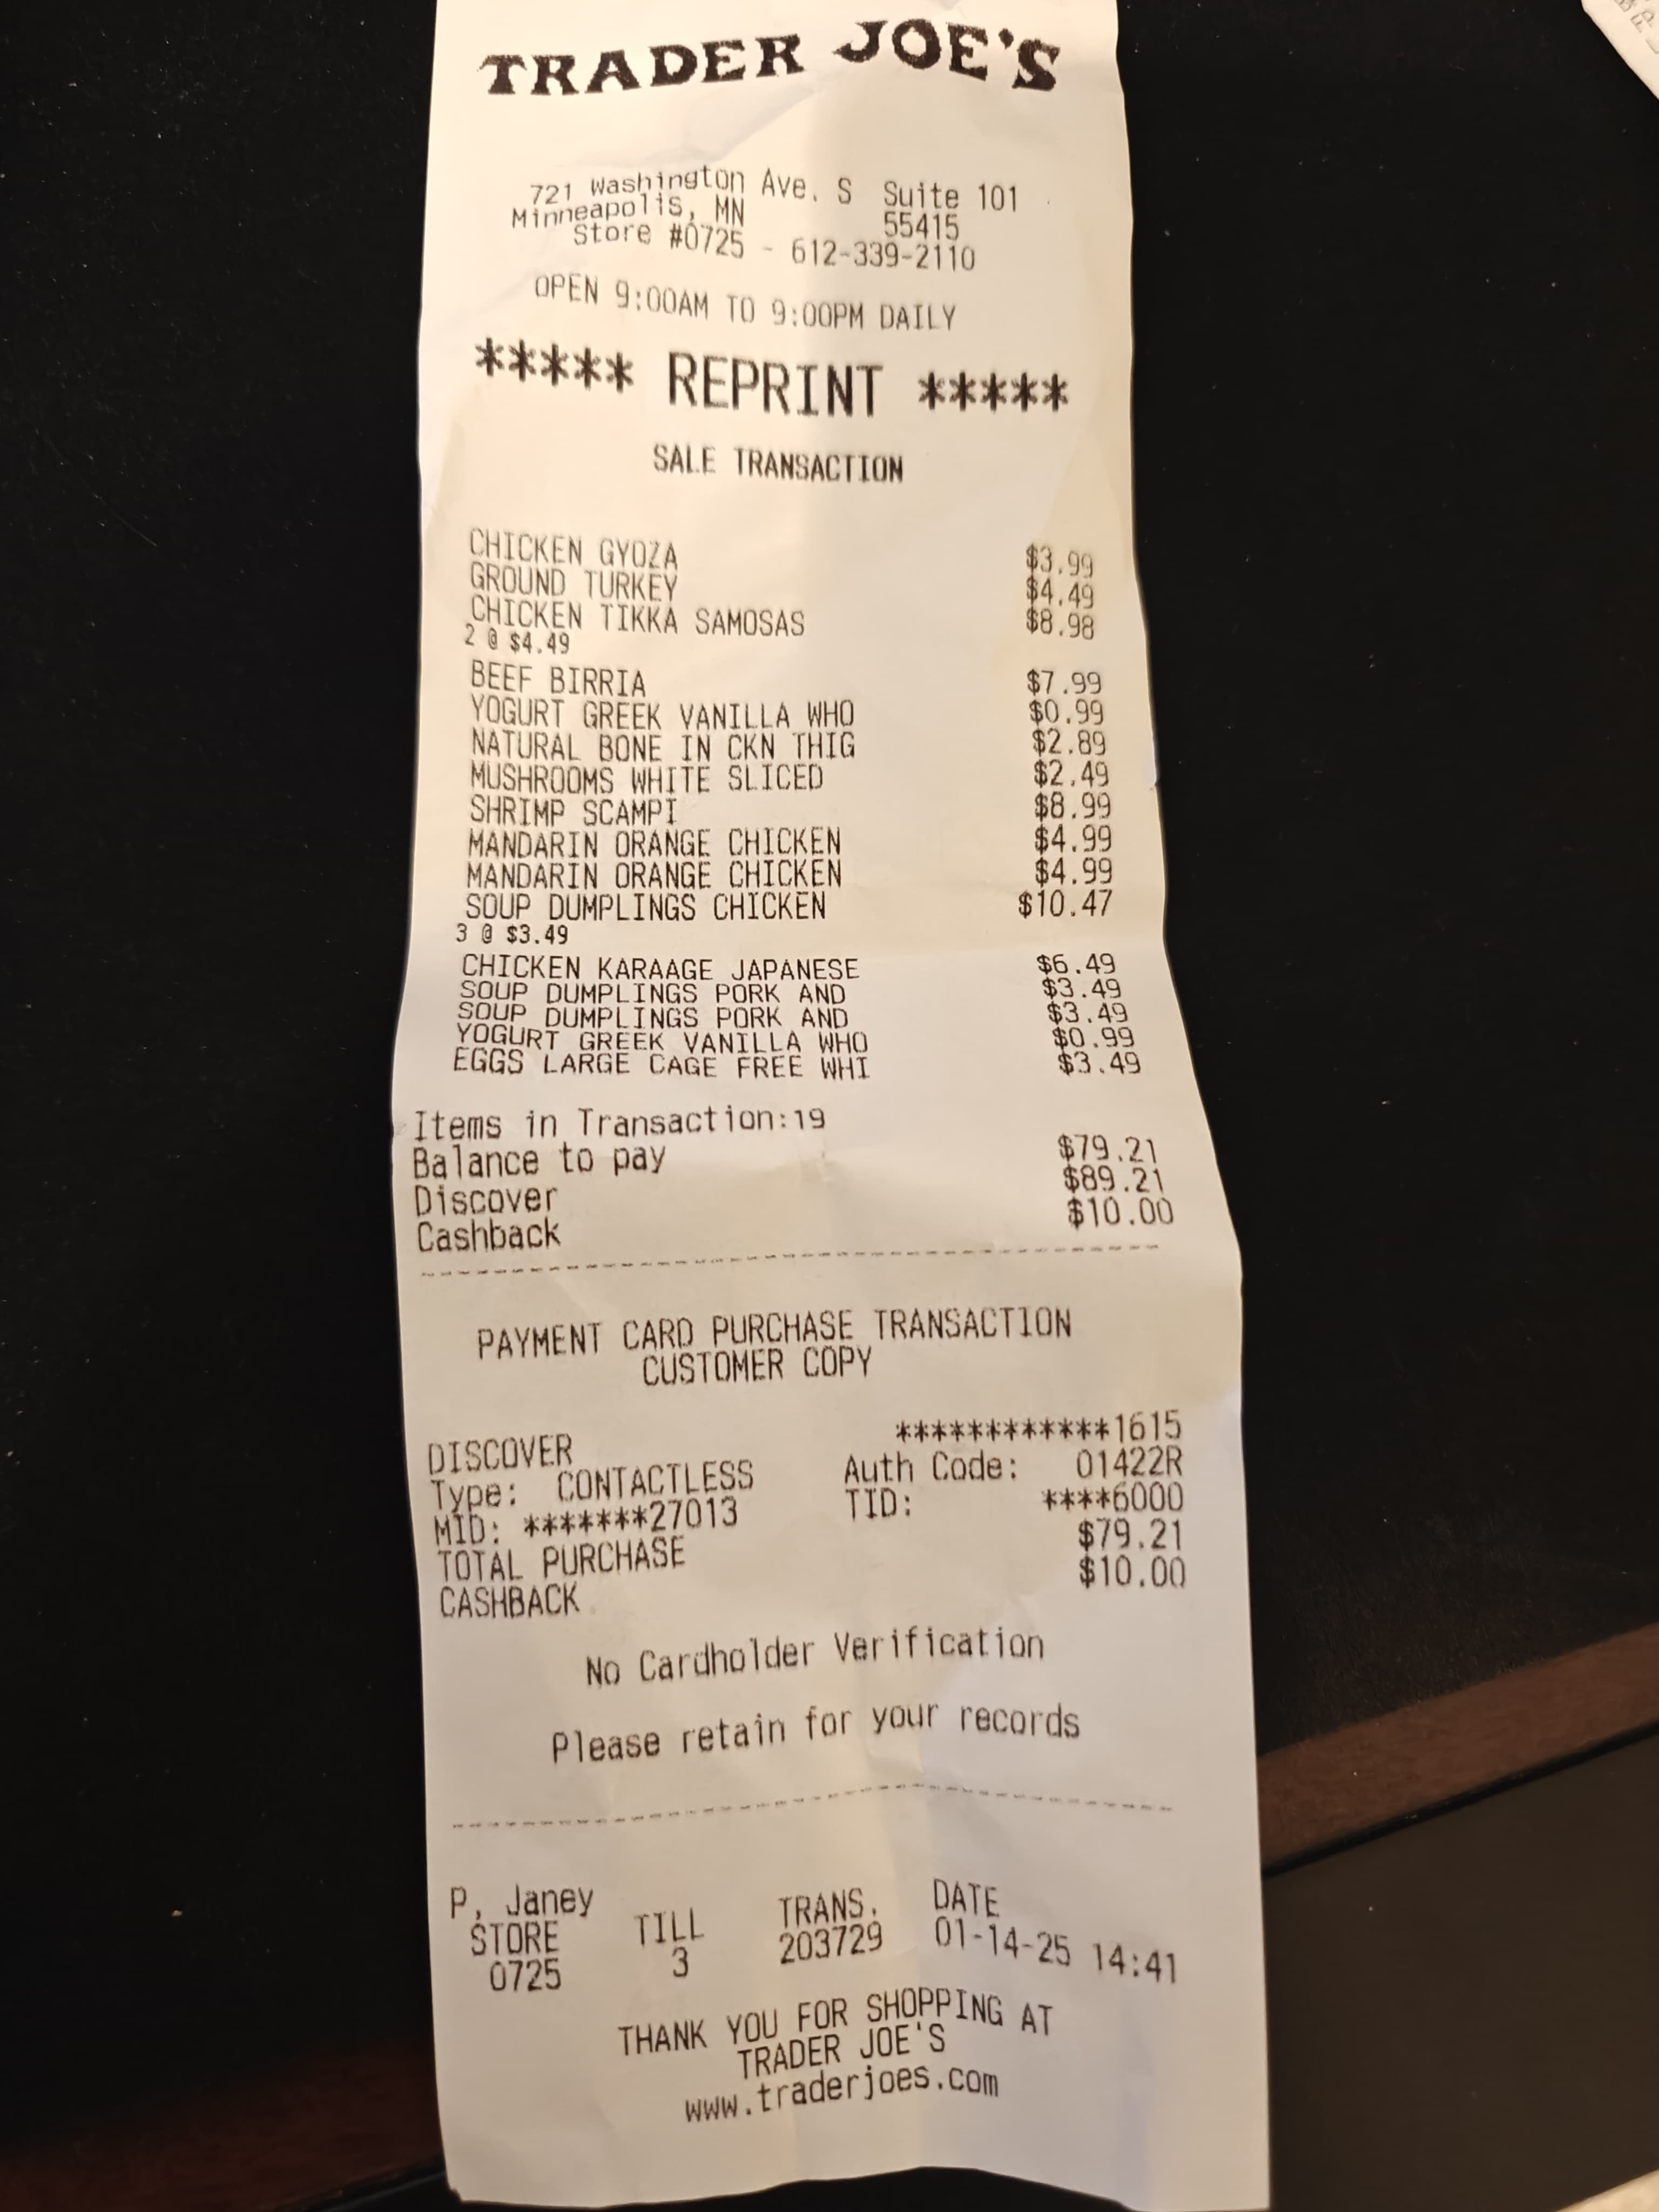 TRADER JOE'S
721 Washington Ave. S Suite 101
Minneapolis, MN 55415
Store #0725 - 612-339-2110
OPEN 9:00AM TO 9:00PM DAILY
***** REPRINT *****
SALE TRANSACTION
CHICKEN GYOZA $3.99
GROUND TURKEY $4.49
CHICKEN TIKKA SAMOSAS $8.98
2 @ $4.49
BEEF BIRRIA $7.99
YOGURT GREEK VANILLA WHO $0.99
NATURAL BONE IN CKN THIG $2.89
MUSHROOMS WHITE SLICED $2.49
SHRIMP SCAMPI $8.99
MANDARIN ORANGE CHICKEN $4.99
MANDARIN ORANGE CHICKEN $4.99
SOUP DUMPLINGS CHICKEN $10.47
3 @ $3.49
CHICKEN KARAAGE JAPANESE $6.49
SOUP DUMPLINGS PORK AND $3.49
SOUP DUMPLINGS PORK AND $3.49
YOGURT GREEK VANILLA WHO $0.99
EGGS LARGE CAGE FREE WHI $3.49
Items in Transaction:19
Balance to pay $79.21
Discover $89.21
Cashback $10.00
PAYMENT CARD PURCHASE TRANSACTION
CUSTOMER COPY
DISCOVER ************1615
Type: CONTACTLESS Auth Code: 01422R
MID: *******27013 TID: ****6000
TOTAL PURCHASE $79.21
CASHBACK $10.00
No Cardholder Verification
Please retain for your records
P. Janey
STORE TILL TRANS. DATE
0725 3 203729 01-14-25 14:41
THANK YOU FOR SHOPPING AT
TRADER JOE'S
www.traderjoes.com